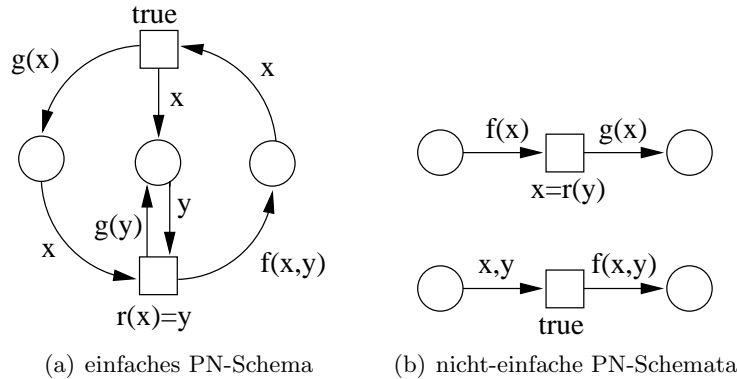 true
g(x)
x
x
g(y)
y
x
f(x,y)
r(x)=y
(a) einfaches PN-Schema
f(x)
g(x)
x=r(y)
x,y
f(x,y)
true
(b) nicht-einfache PN-Schemata